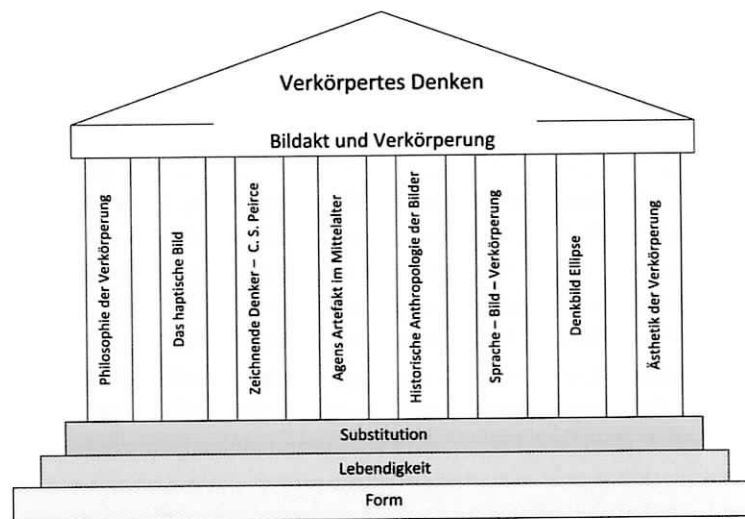 Verkörpertes Denken
Bildakt und Verkörperung
Philosophie der Verkörperung
Das haptische Bild
Zeichnende Denker – C. S. Peirce
Agens Artefakt im Mittelalter
Historische Anthropologie der Bilder
Sprache – Bild – Verkörperung
Denkbild Ellipse
Ästhetik der Verkörperung
Substitution
Lebendigkeit
Form